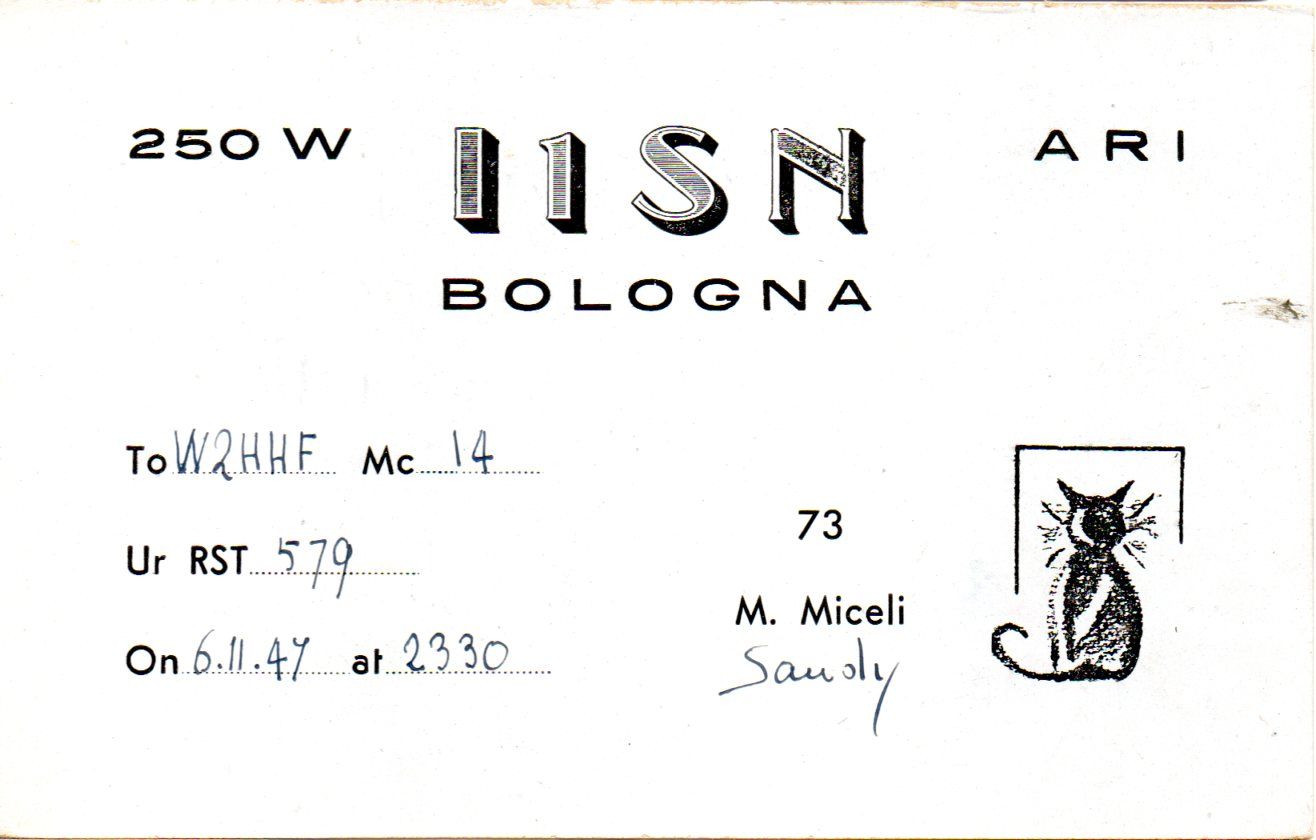 250 W I1SN ARI
BOLOGNA
To W2HHF Mc 14
Ur RST 579
On 6.11.47 at 2330
73
M. Miceli
Sandy